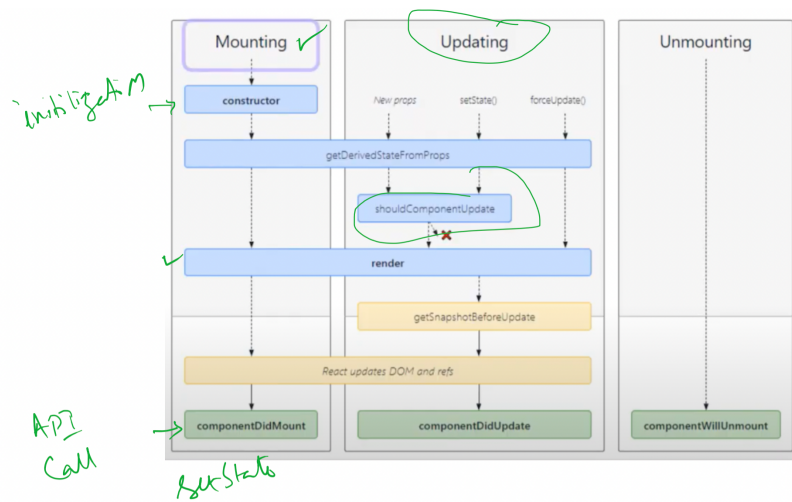 Mounting
Updating
Unmounting
initilization
constructor
New props
setState()
forceUpdate()
getDerivedStateFromProps
shouldComponentUpdate
render
getSnapshotBeforeUpdate
React updates DOM and refs
API
Call
componentDidMount
componentDidUpdate
componentWillUnmount
setState